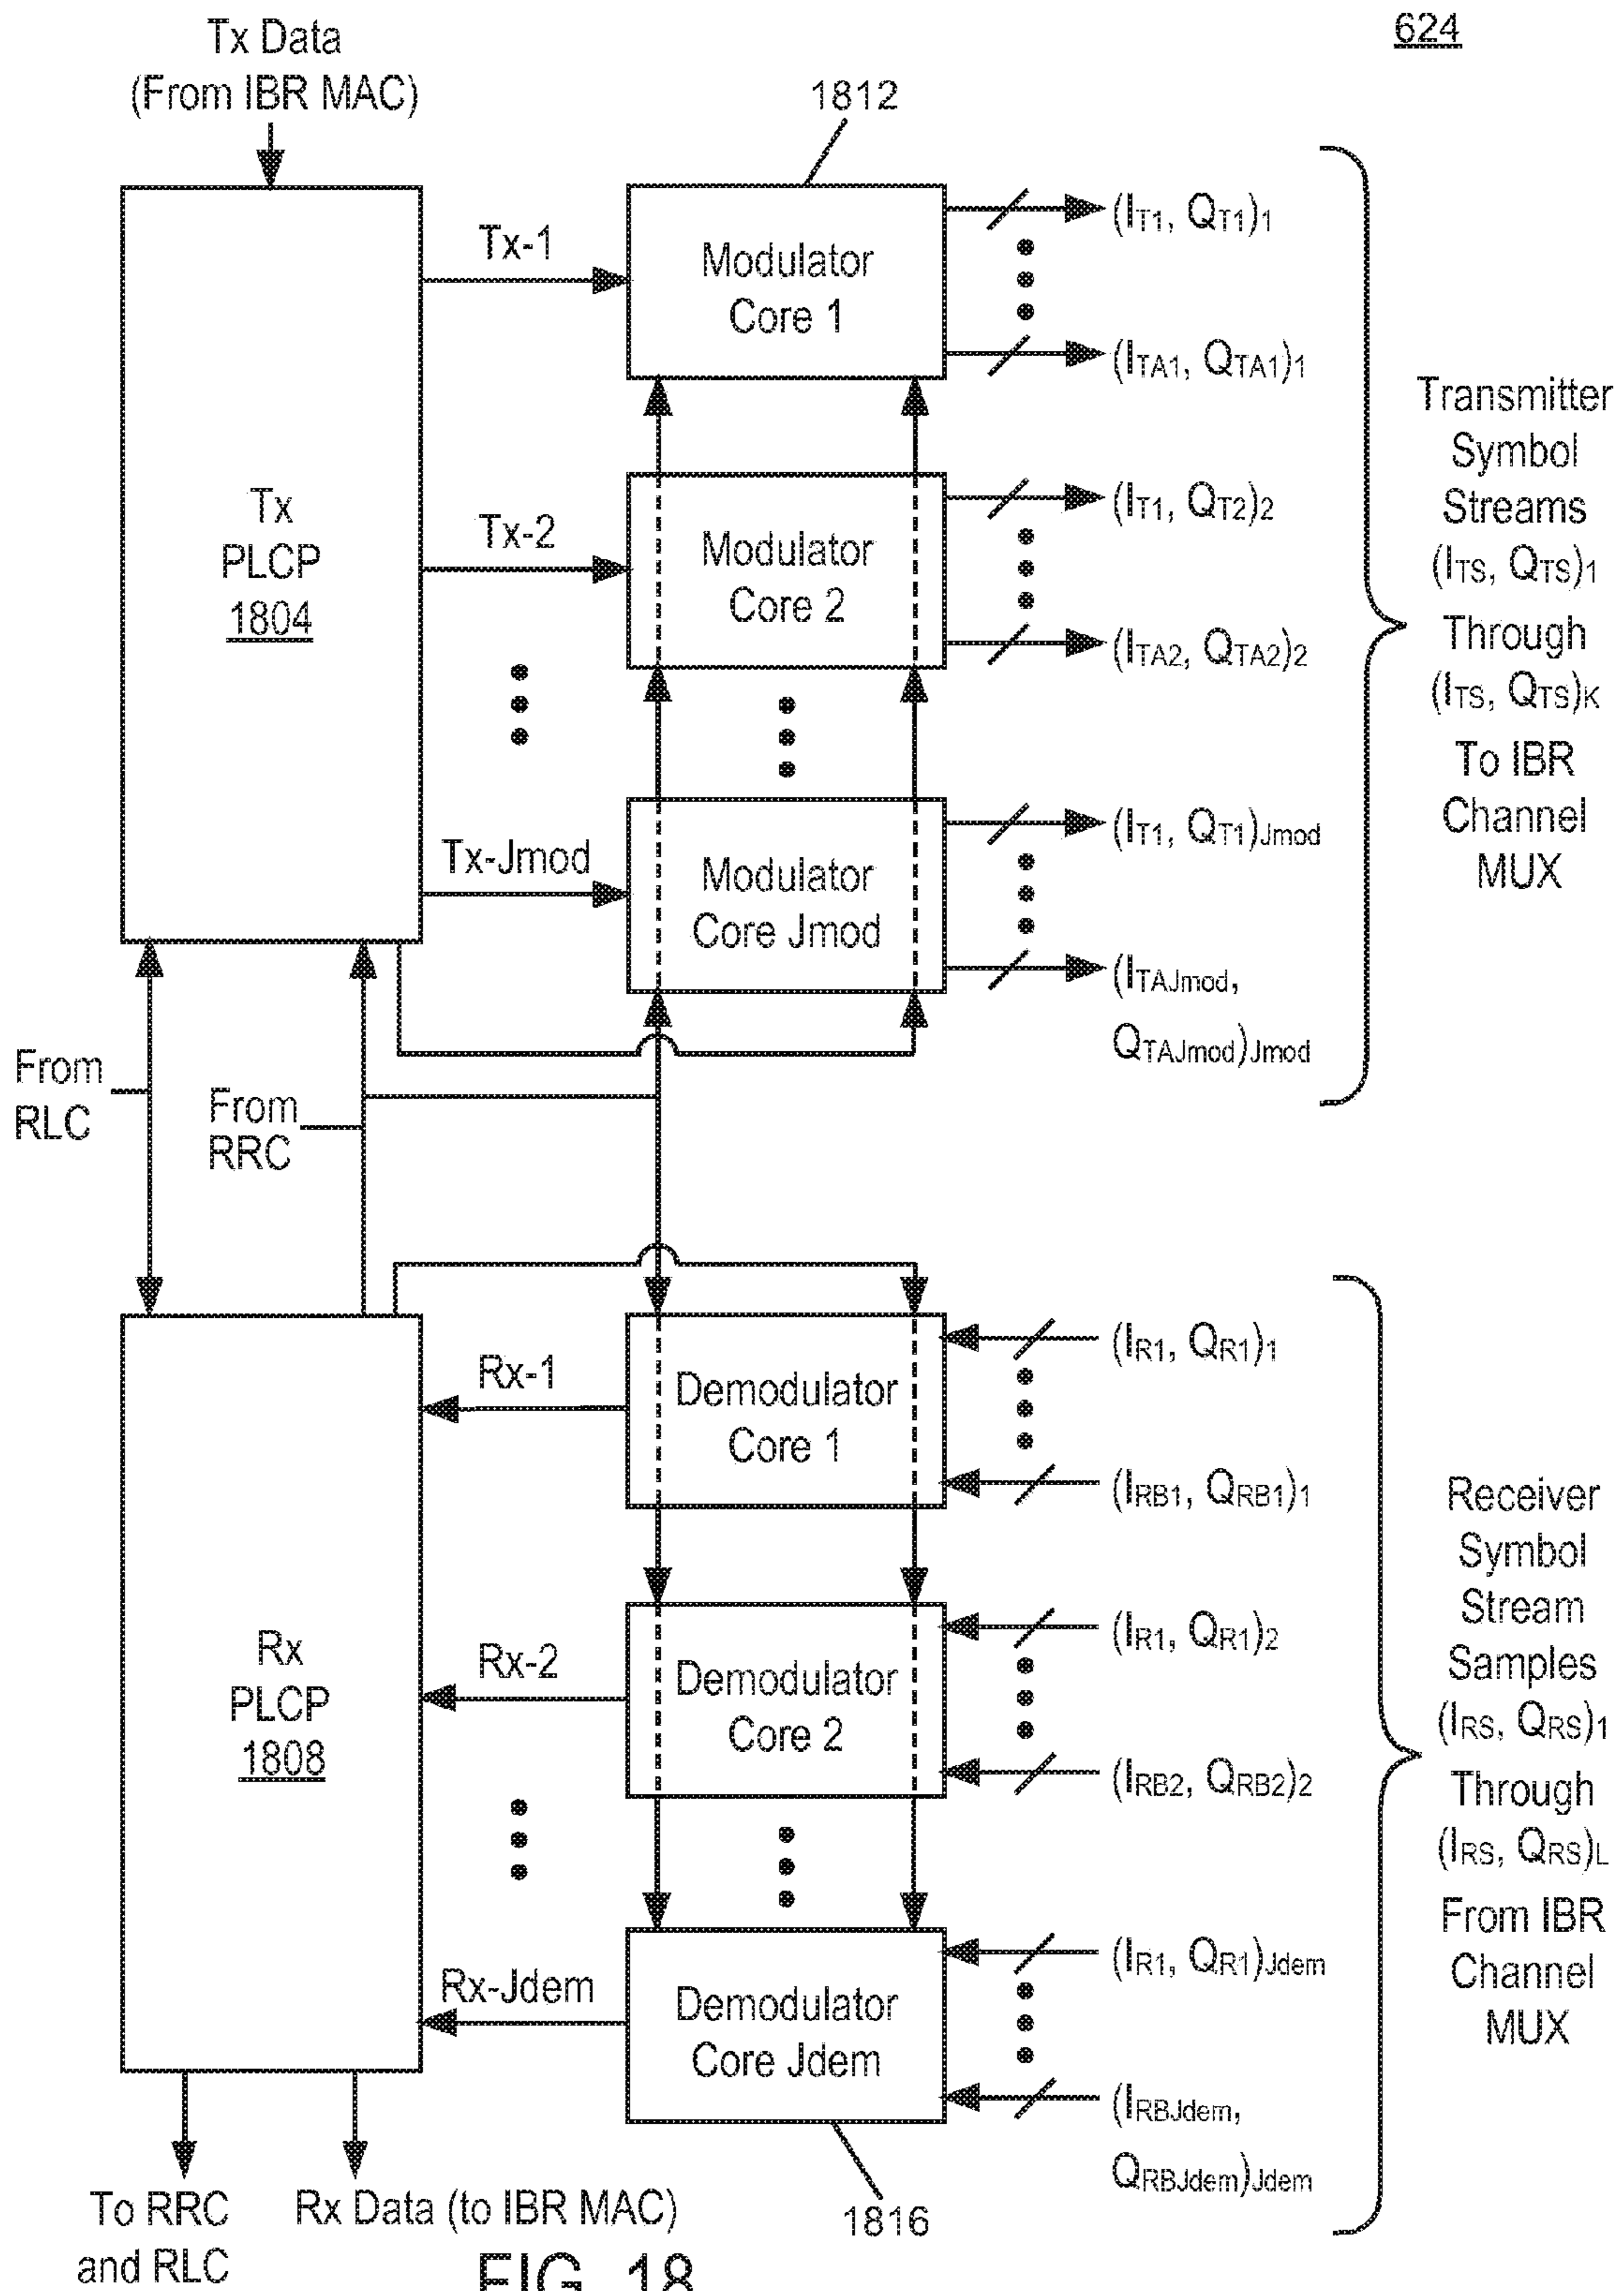 624
Tx Data
(From IBR MAC)
1812
Tx
PLCP
1804
Tx-1
Modulator
Core 1
(IT1, QT1)1
(ITA1, QTA1)1
Tx-2
Modulator
Core 2
(IT1, QT2)2
(ITA2, QTA2)2
Tx-Jmod
Modulator
Core Jmod
(IT1, QT1)Jmod
(ITAJmod,
QTAJmod)Jmod
Transmitter
Symbol
Streams
(ITS, QTS)1
Through
(ITS, QTS)K
To IBR
Channel
MUX
From
RLC
From
RRC
Rx
PLCP
1808
Rx-1
Demodulator
Core 1
(IR1, QR1)1
(IRB1, QRB1)1
Rx-2
Demodulator
Core 2
(IR1, QR1)2
(IRB2, QRB2)2
Rx-Jdem
Demodulator
Core Jdem
(IR1, QR1)Jdem
(IRBJdem,
QRBJdem)Jdem
Receiver
Symbol
Stream
Samples
(IRS, QRS)1
Through
(IRS, QRS)L
From IBR
Channel
MUX
1816
To RRC
and RLC
Rx Data (to IBR MAC)
FIG. 18